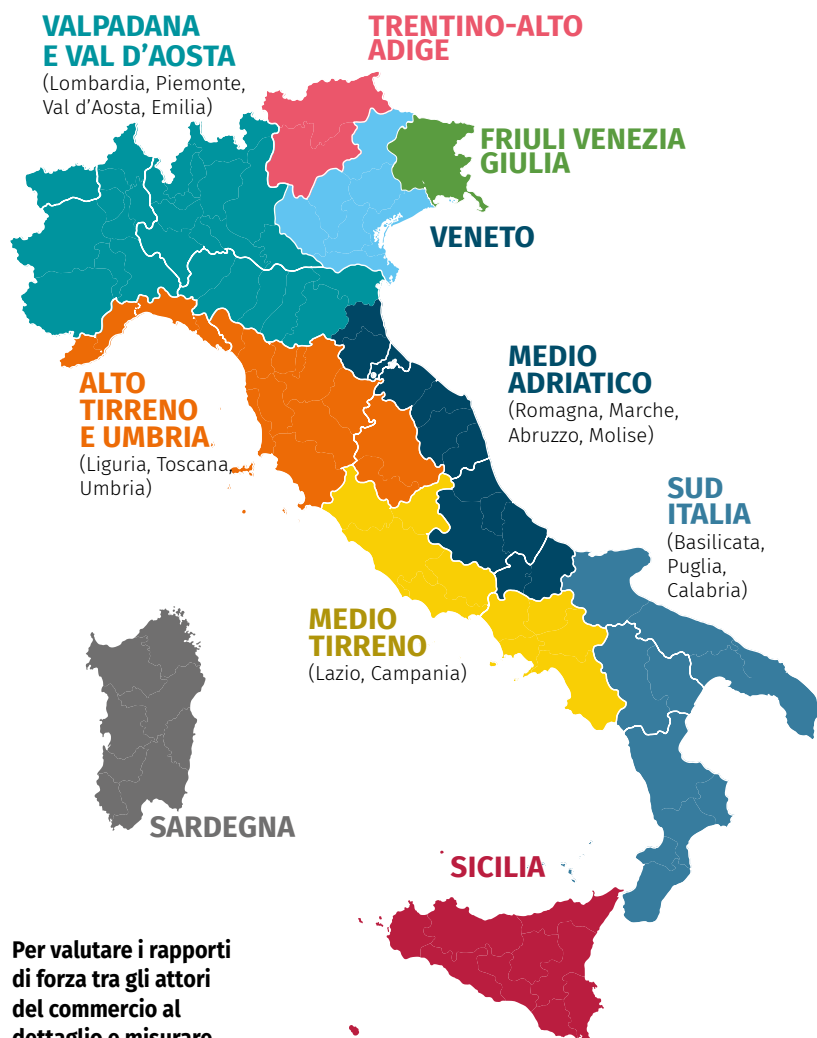 VALPADANA
E VAL D’AOSTA
(Lombardia, Piemonte,
Val d’Aosta, Emilia)
TRENTINO-ALTO
ADIGE
FRIULI VENEZIA
GIULIA
VENETO
MEDIO
ADRIATICO
(Romagna, Marche,
Abruzzo, Molise)
ALTO
TIRRENO
E UMBRIA
(Liguria, Toscana,
Umbria)
SUD
ITALIA
(Basilicata,
Puglia,
Calabria)
MEDIO
TIRRENO
(Lazio, Campania)
SARDEGNA
SICILIA
Per valutare i rapporti
di forza tra gli attori
del commercio al
dettaglio e misurare